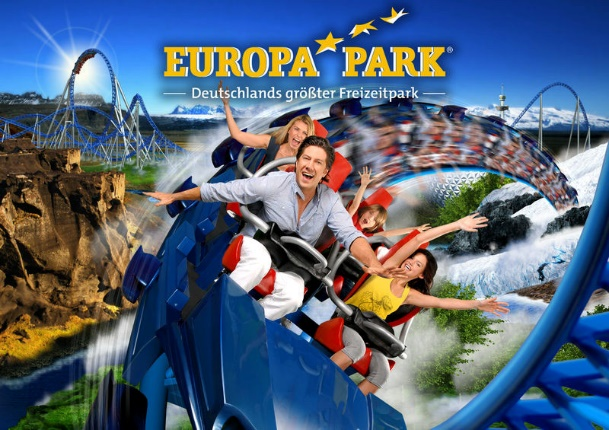 EUROPA PARK®
Deutschlands größter Freizeitpark